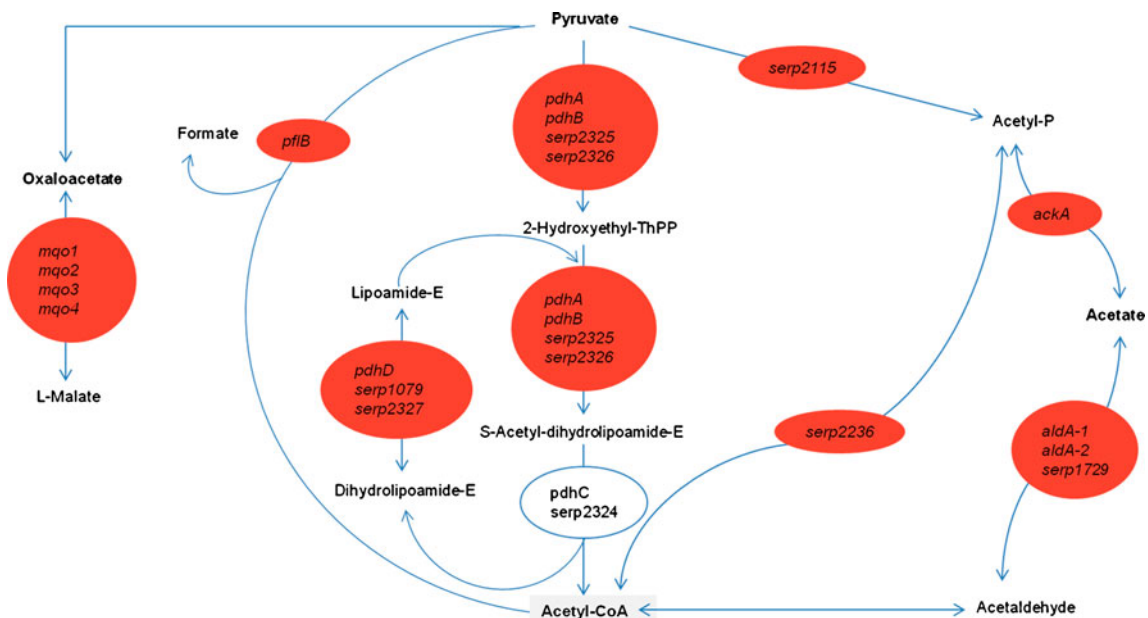 Pyruvate
serp2115
pdhA
pdhB
serp2325
serp2326
Acetyl-P
Formate
pflB
Oxaloacetate
ackA
2-Hydroxyethyl-ThPP
mqo1
mqo2
mqo3
mqo4
Lipoamide-E
pdhA
pdhB
serp2325
serp2326
Acetate
pdhD
serp1079
serp2327
L-Malate
S-Acetyl-dihydrolipoamide-E
serp2236
aldA-1
aldA-2
serp1729
Dihydrolipoamide-E
pdhC
serp2324
Acetyl-CoA
Acetaldehyde